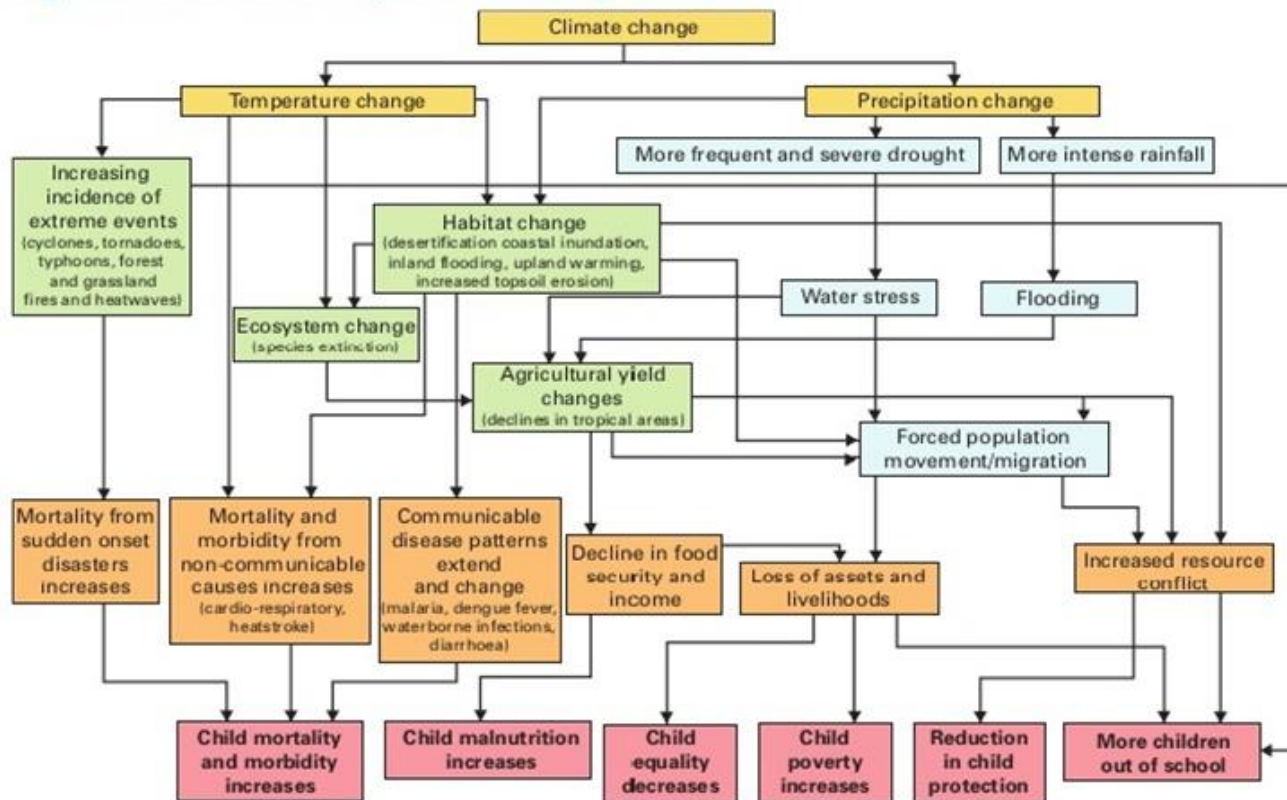 Climate change
Temperature change
Precipitation change
More frequent and severe drought
More intense rainfall
Increasing
incidence of
extreme events
(cyclones, tornadoes,
typhoons, forest
and grassland
fires and heatwaves)
Habitat change
(desertification coastal inundation,
inland flooding, upland warming,
increased topsoil erosion)
Water stress
Flooding
Ecosystem change
(species extinction)
Agricultural yield
changes
(declines in tropical areas)
Forced population
movement/migration
Mortality from
sudden onset
disasters
increases
Mortality and
morbidity from
non-communicable
causes increases
(cardio-respiratory,
heatstroke)
Communicable
disease patterns
extend
and change
(malaria, dengue fever,
waterborne infections,
diarrhoea)
Decline in food
security and
income
Loss of assets and
livelihoods
Increased resource
conflict
Child mortality
and morbidity
increases
Child malnutrition
increases
Child
equality
decreases
Child
poverty
increases
Reduction
in child
protection
More children
out of school